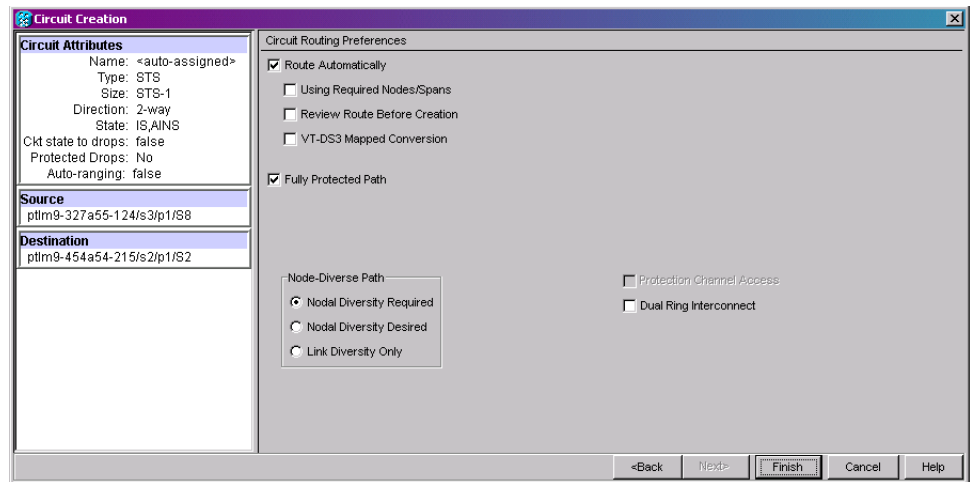 Circuit Creation
Circuit Attributes
Name: <auto-assigned>
Type: STS
Size: STS-1
Direction: 2-way
State: IS,AINS
Ckt state to drops: false
Protected Drops: No
Auto-ranging: false
Source
ptlm9-327a55-124/s3/p1/S8
Destination
ptlm9-454a54-215/s2/p1/S2
Circuit Routing Preferences
Route Automatically
Using Required Nodes/Spans
Review Route Before Creation
VT-DS3 Mapped Conversion
Fully Protected Path
Node-Diverse Path
Nodal Diversity Required
Nodal Diversity Desired
Link Diversity Only
Protection Channel Access
Dual Ring Interconnect
<Back Next> Finish Cancel Help